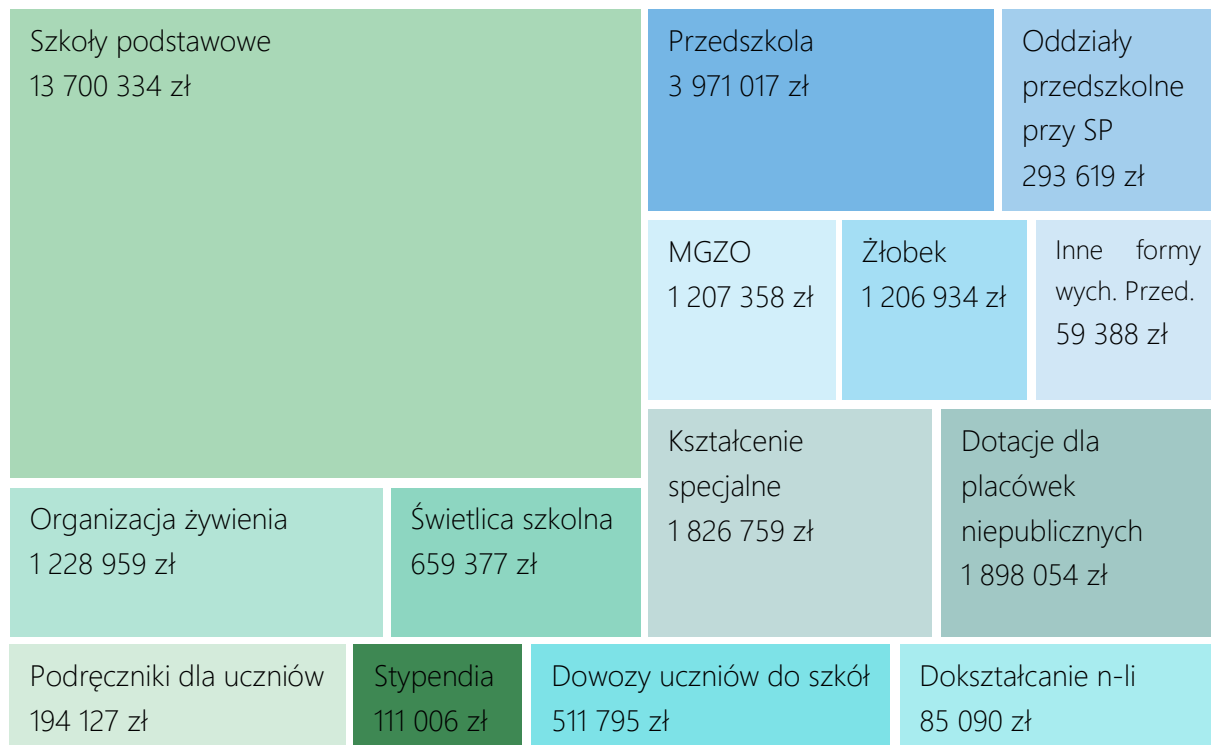 Szkoły podstawowe
13 700 334 zł
Przedszkola
3 971 017 zł
Oddziały
przedszkolne
przy SP
293 619 zł
MGZO
1 207 358 zł
Żłobek
1 206 934 zł
Inne formy
wych. Przed.
59 388 zł
Kształcenie
specjalne
1 826 759 zł
Dotacje dla
placówek
niepublicznych
1 898 054 zł
Organizacja żywienia
1 228 959 zł
Świetlica szkolna
659 377 zł
Podręczniki dla uczniów
194 127 zł
Stypendia
111 006 zł
Dowozy uczniów do szkół
511 795 zł
Dokształcanie n-li
85 090 zł